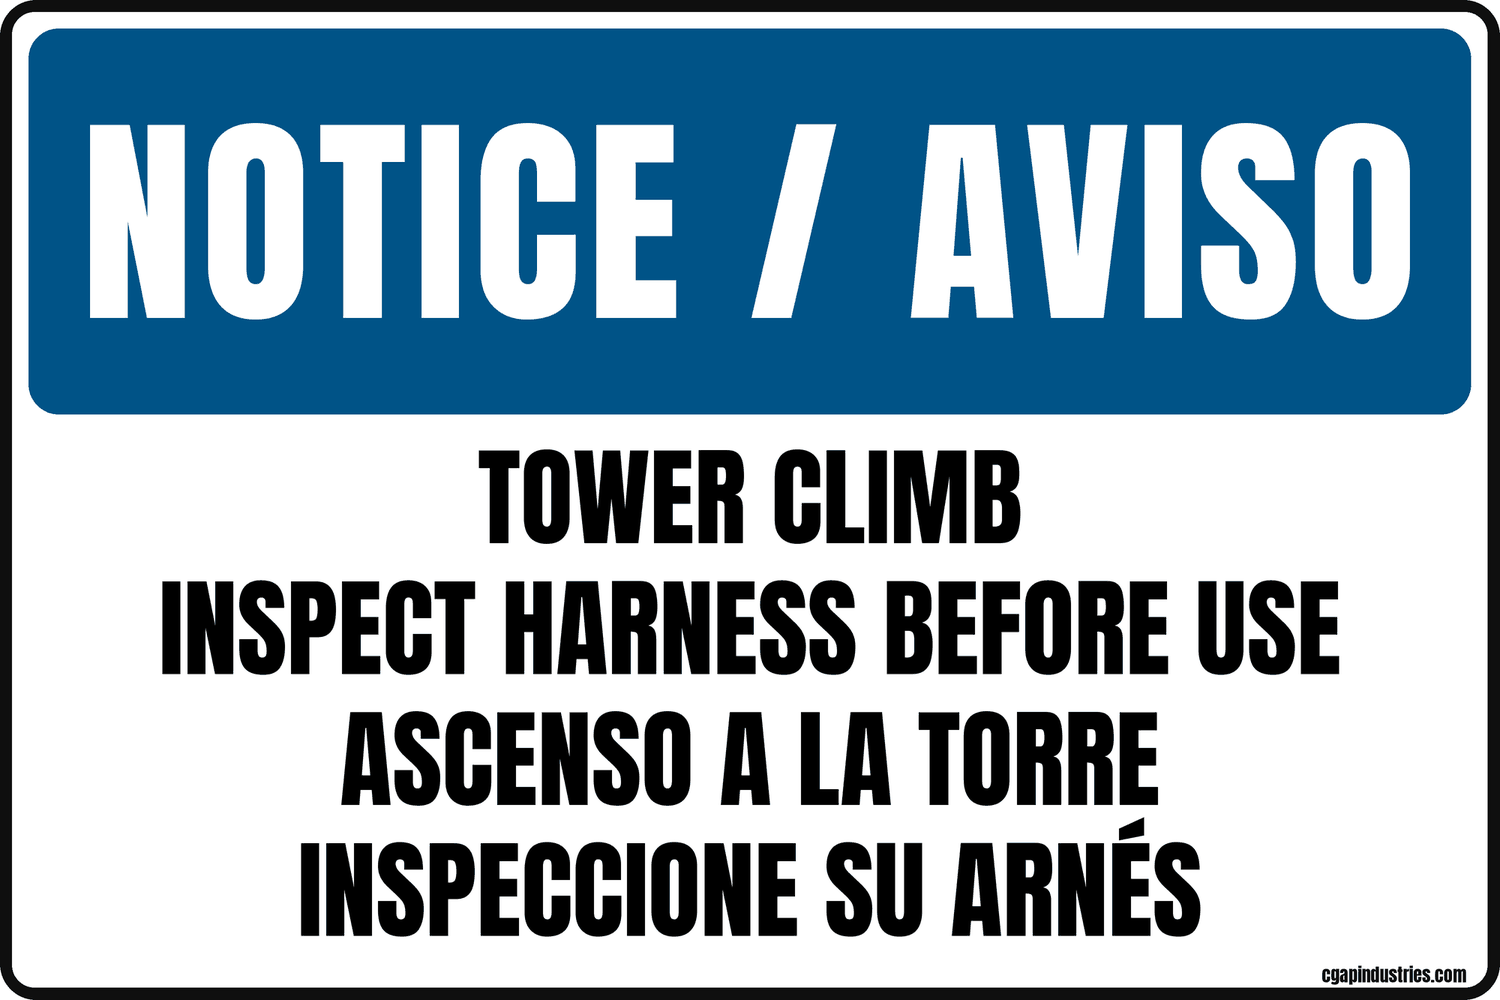 NOTICE / AVISO
TOWER CLIMB
INSPECT HARNESS BEFORE USE
ASCENSO A LA TORRE
INSPECCIONE SU ARNÉS
cgapindustries.com